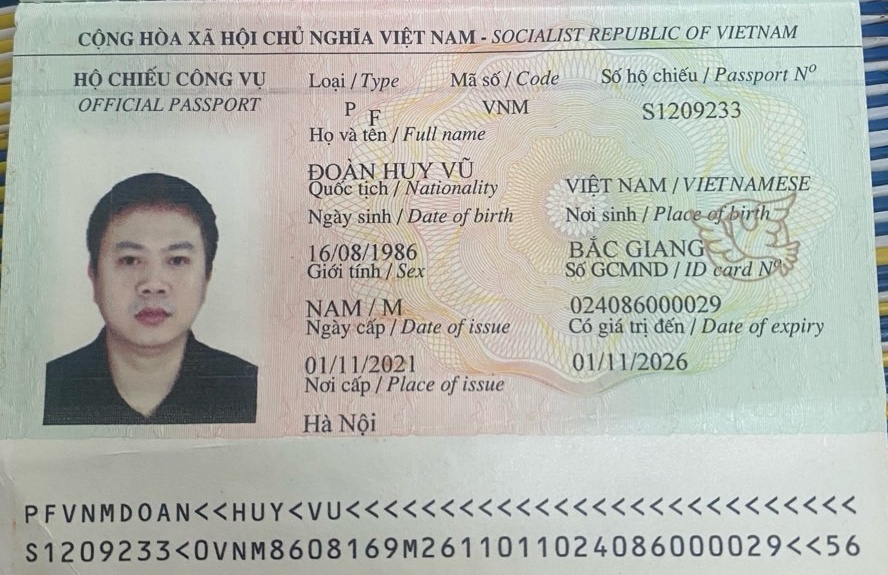 CỘNG HÒA XÃ HỘI CHỦ NGHĨA VIỆT NAM - SOCIALIST REPUBLIC OF VIETNAM
HỘ CHIẾU CÔNG VỤ
OFFICIAL PASSPORT
Loại / Type Mã số / Code Số hộ chiếu / Passport Nº
P F VNM S1209233
Họ và tên / Full name
ĐOÀN HUY VŨ
Quốc tịch / Nationality VIỆT NAM / VIETNAMESE
Ngày sinh / Date of birth Nơi sinh / Place of birth
16/08/1986 BẮC GIANG
Giới tính / Sex Số GCMND / ID card Nº
NAM / M 024086000029
Ngày cấp / Date of issue Có giá trị đến / Date of expiry
01/11/2021 01/11/2026
Nơi cấp / Place of issue
Hà Nội
PFVNMDOAN<<HUY<VU<<<<<<<<<<<<<<<<<<<<<<<<<<<
S1209233<0VNM8608169M2611011024086000029<<56